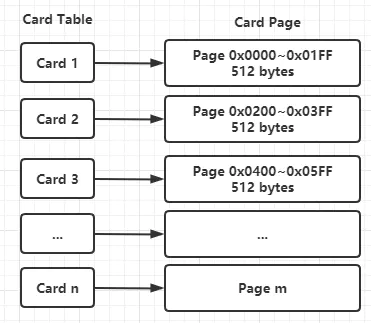 Card Table
Card Page
Card 1
Page 0x0000~0x01FF
512 bytes
Card 2
Page 0x0200~0x03FF
512 bytes
Card 3
Page 0x0400~0x05FF
512 bytes
...
...
Card n
Page m